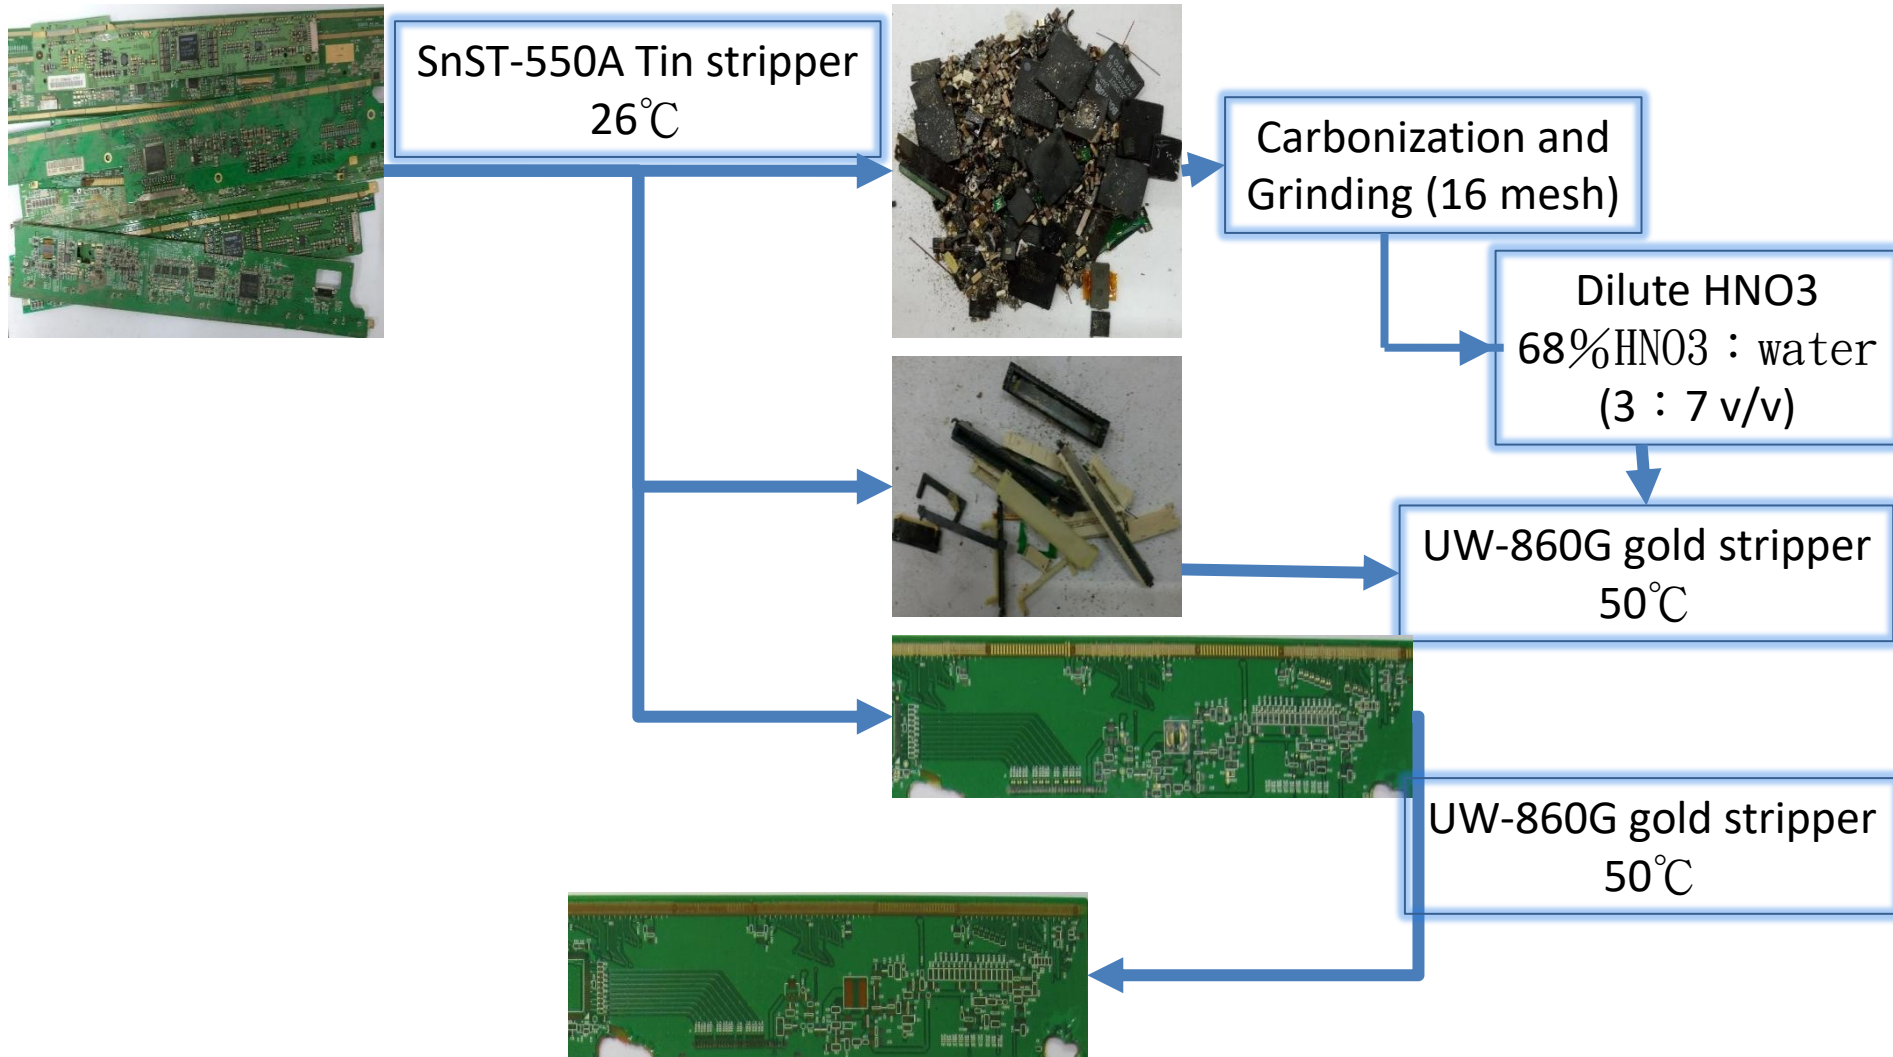 SnST-550A Tin stripper
26℃
Carbonization and
Grinding (16 mesh)
Dilute HNO3
68％HNO3：water
(3：7 v/v)
UW-860G gold stripper
50℃
UW-860G gold stripper
50℃